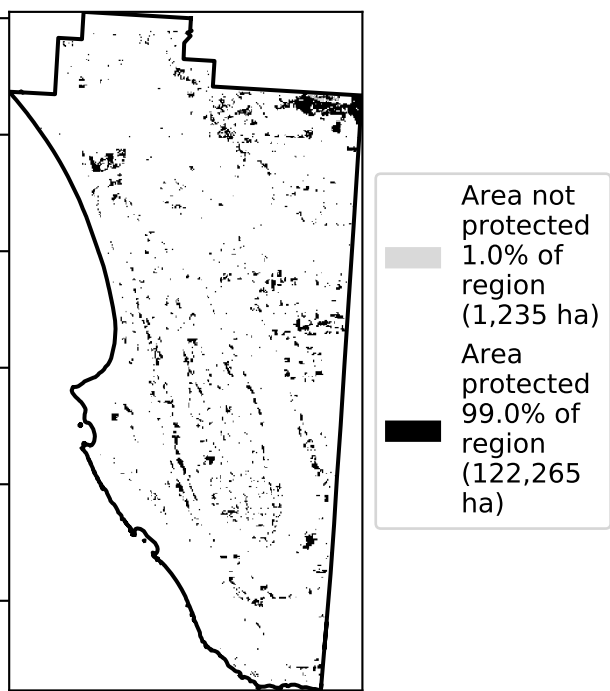 Area not
protected
1.0% of
region
(1,235 ha)
Area
protected
99.0% of
region
(122,265
ha)